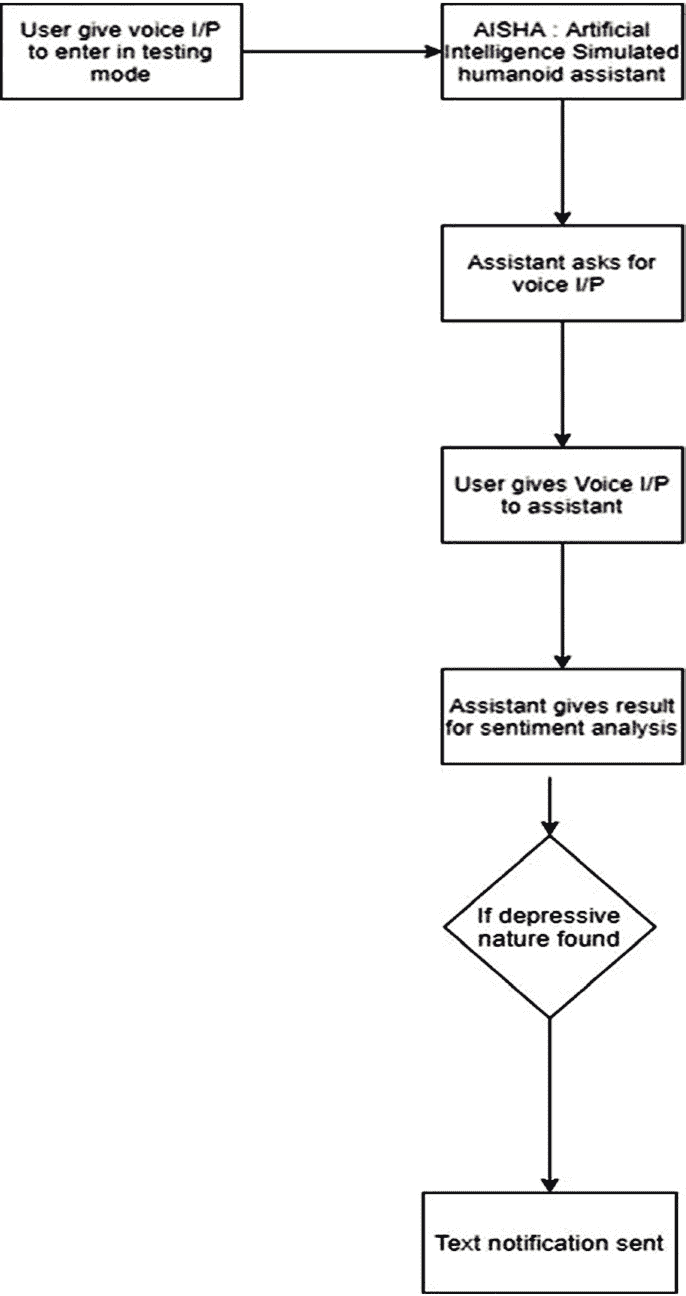 User give voice I/P
to enter in testing
mode
AISHA : Artificial
Intelligence Simulated
humanoid assistant
Assistant asks for
voice I/P
User gives Voice I/P
to assistant
Assistant gives result
for sentiment analysis
If depressive
nature found
Text notification sent